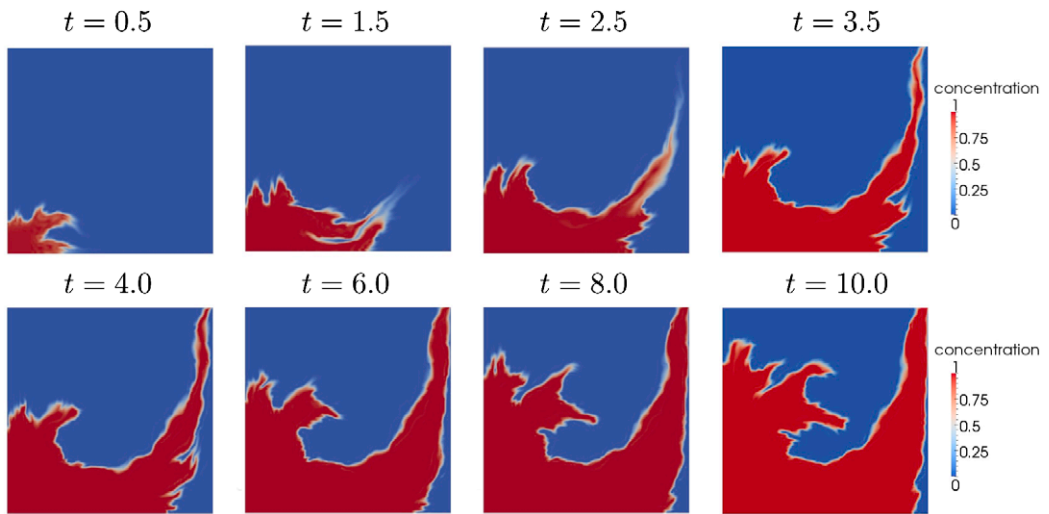 t = 0.5
t = 1.5
t = 2.5
t = 3.5
concentration
1
0.75
0.5
0.25
0
t = 4.0
t = 6.0
t = 8.0
t = 10.0
concentration
1
0.75
0.5
0.25
0